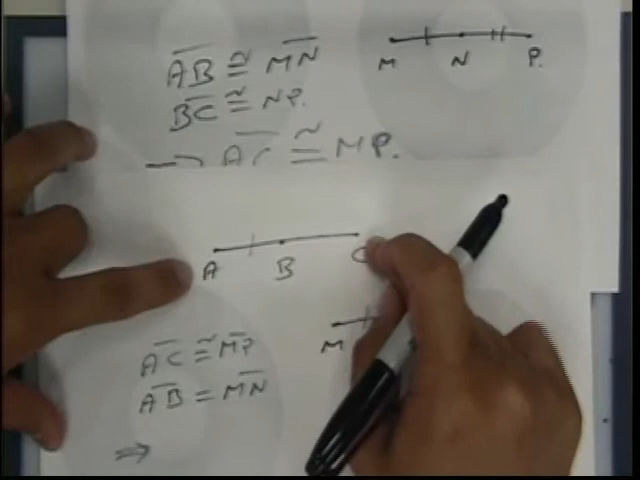 AB ≅ MN
M N P.
BC ≅ NP.
⇒ AC ≅ MP.
A B C
AC ≅ MP
M
AB ≅ MN
⇒